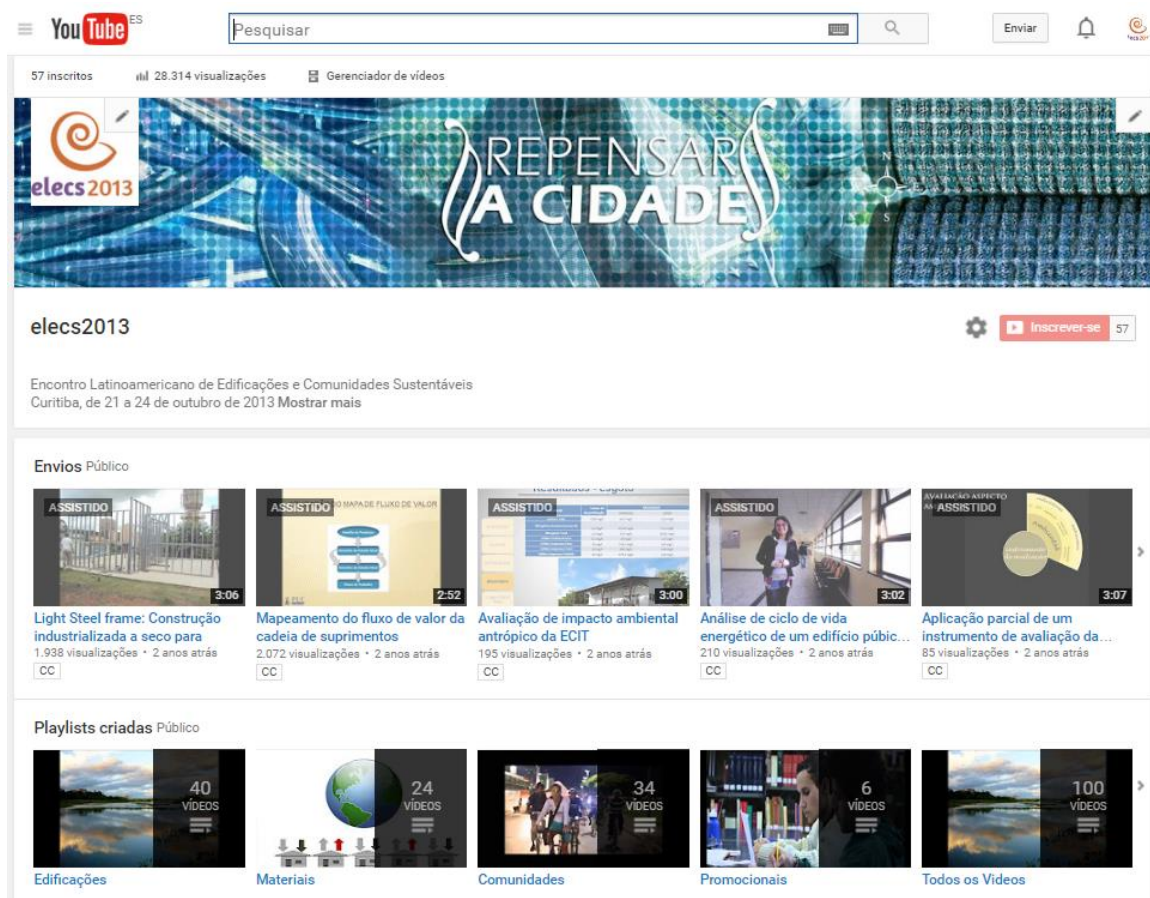 YouTube ES
Pesquisar
Enviar
57 inscritos
28.314 visualizações
Gerenciador de vídeos
elecs2013
REPENSAR
A CIDADE
N
S
elecs2013
Inscrever-se 57
Encontro Latinoamericano de Edificações e Comunidades Sustentáveis
Curitiba, de 21 a 24 de outubro de 2013 Mostrar mais
Envios Público
ASSISTIDO
3:06
Light Steel frame: Construção
industrializada a seco para
1.938 visualizações • 2 anos atrás
CC
ASSISTIDO
O MAPA DE FLUXO DE VALOR
2:52
Mapeamento do fluxo de valor da
cadeia de suprimentos
2.072 visualizações • 2 anos atrás
CC
ASSISTIDO
Resultados - Esgoto
3:00
Avaliação de impacto ambiental
antrópico da ECIT
195 visualizações • 2 anos atrás
CC
ASSISTIDO
3:02
Análise de ciclo de vida
energético de um edifício púbic...
210 visualizações • 2 anos atrás
CC
AVALIAÇÃO ASPECTO
ASSISTIDO
3:07
Aplicação parcial de um
instrumento de avaliação da...
85 visualizações • 2 anos atrás
CC
Playlists criadas Público
40
VÍDEOS
Edificações
24
VÍDEOS
Materiais
34
VÍDEOS
Comunidades
6
VÍDEOS
Promocionais
100
VÍDEOS
Todos os Videos